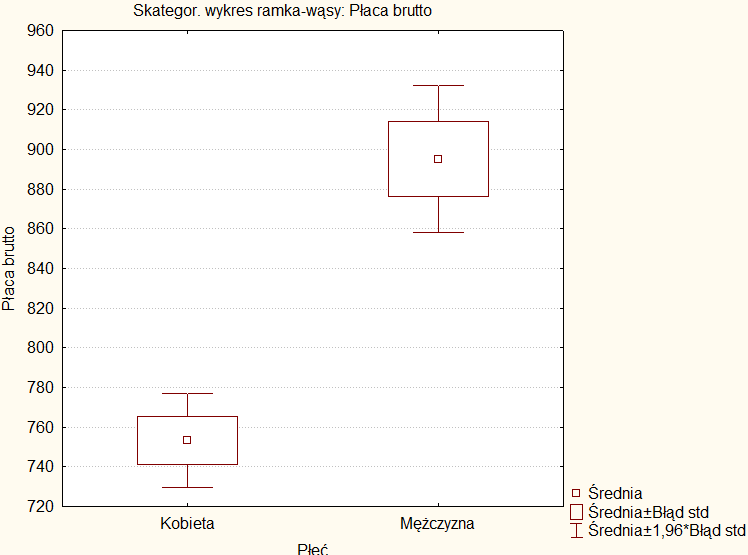 Skategor. wykres ramka-wąsy: Płaca brutto
960
940
920
900
880
860
840
820
800
780
760
740
720
Płaca brutto
Kobieta
Mężczyzna
Płeć
Średnia
Średnia±Błąd std
Średnia±1,96*Błąd std